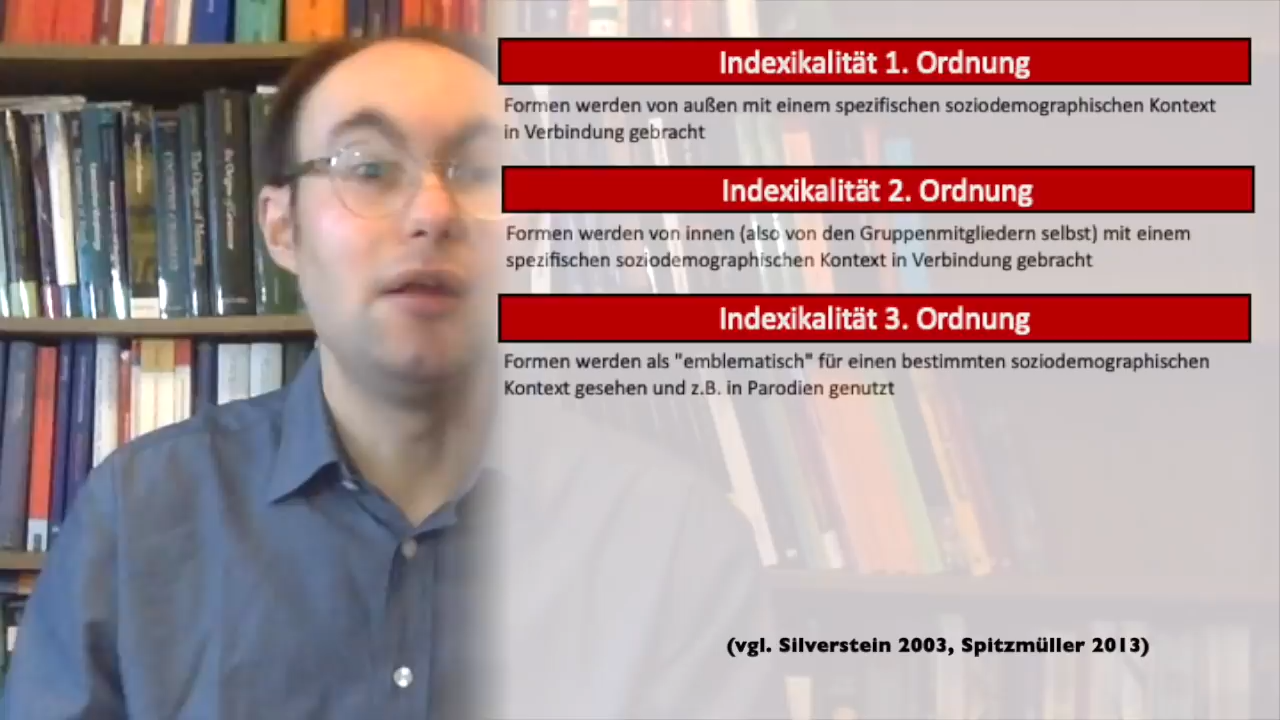 Indexikalität 1. Ordnung
Formen werden von außen mit einem spezifischen soziodemographischen Kontext
in Verbindung gebracht
Indexikalität 2. Ordnung
Formen werden von innen (also von den Gruppenmitgliedern selbst) mit einem
spezifischen soziodemographischen Kontext in Verbindung gebracht
Indexikalität 3. Ordnung
Formen werden als "emblematisch" für einen bestimmten soziodemographischen
Kontext gesehen und z.B. in Parodien genutzt
(vgl. Silverstein 2003, Spitzmüller 2013)